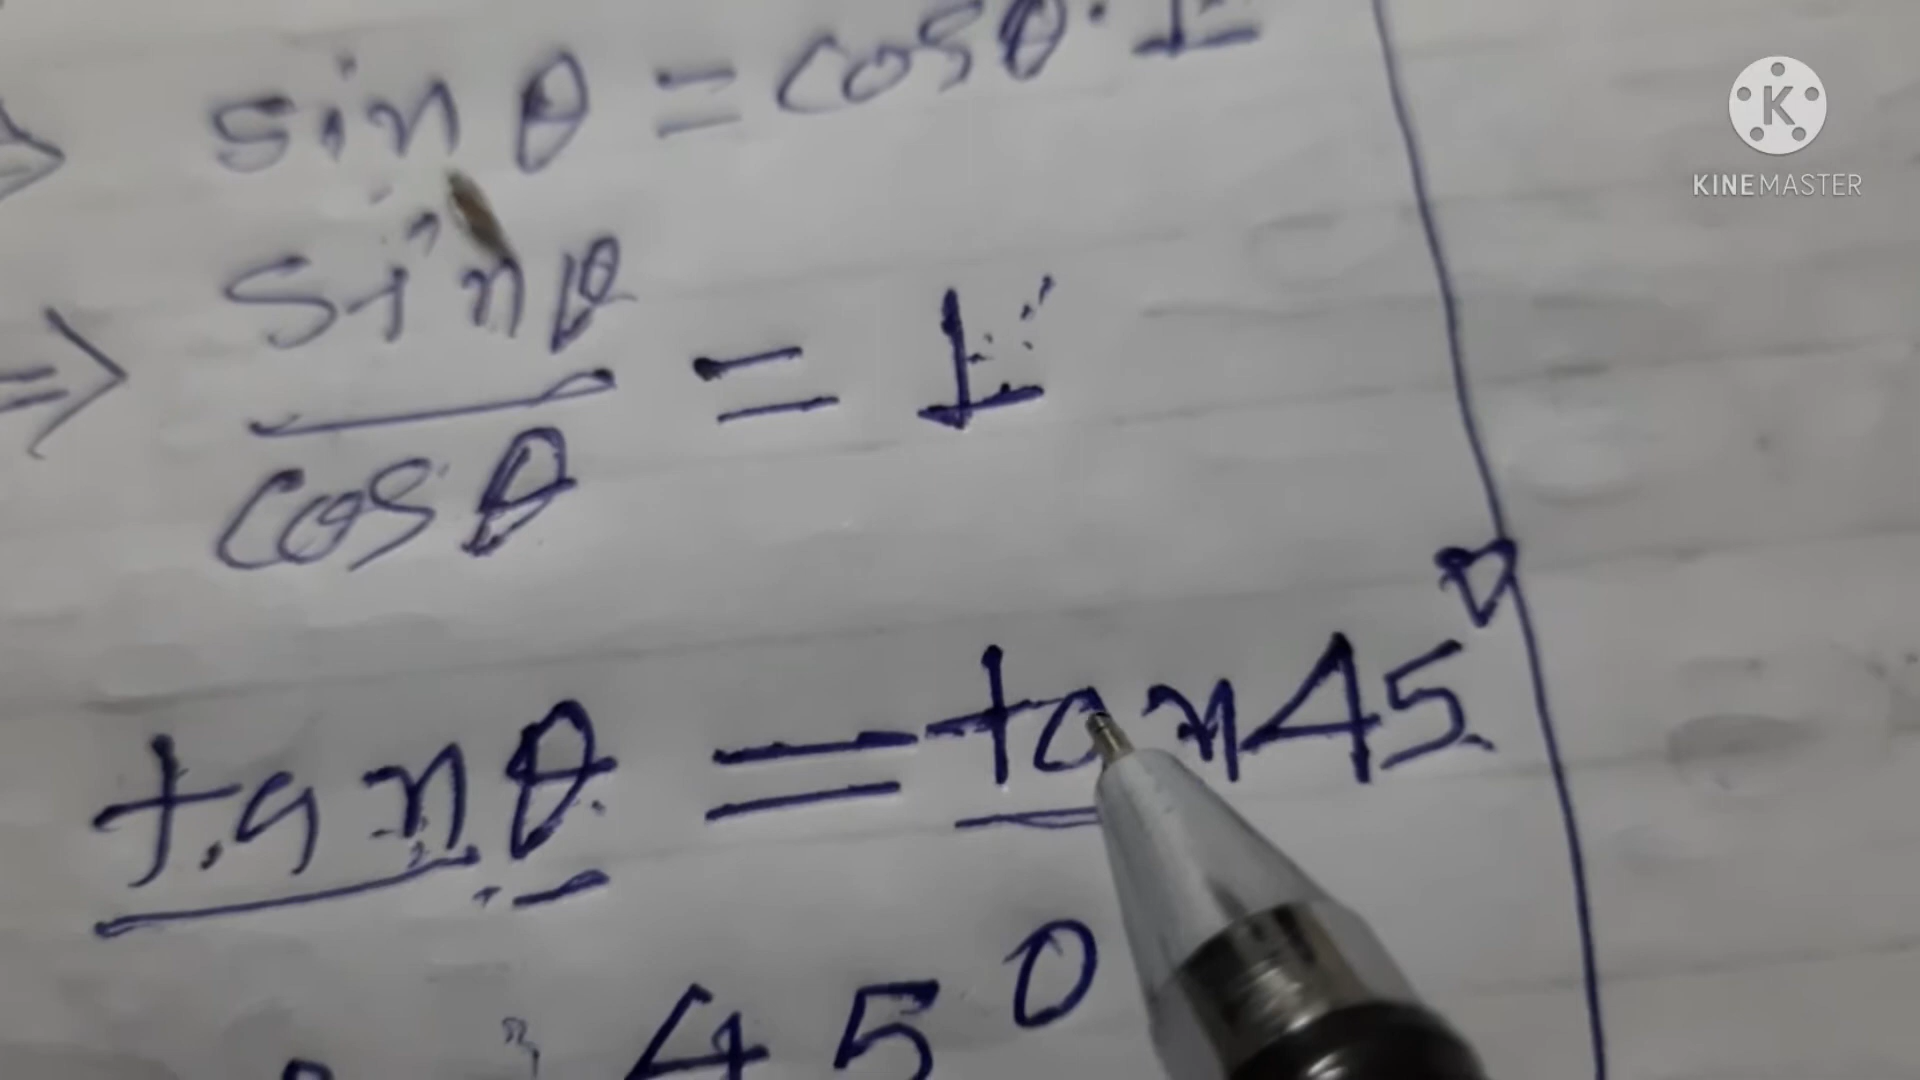 ⇒ sin θ = cos θ · 1
K
KINEMASTER
⇒ sin θ / cos θ = 1
tan θ = tan 45°
45°